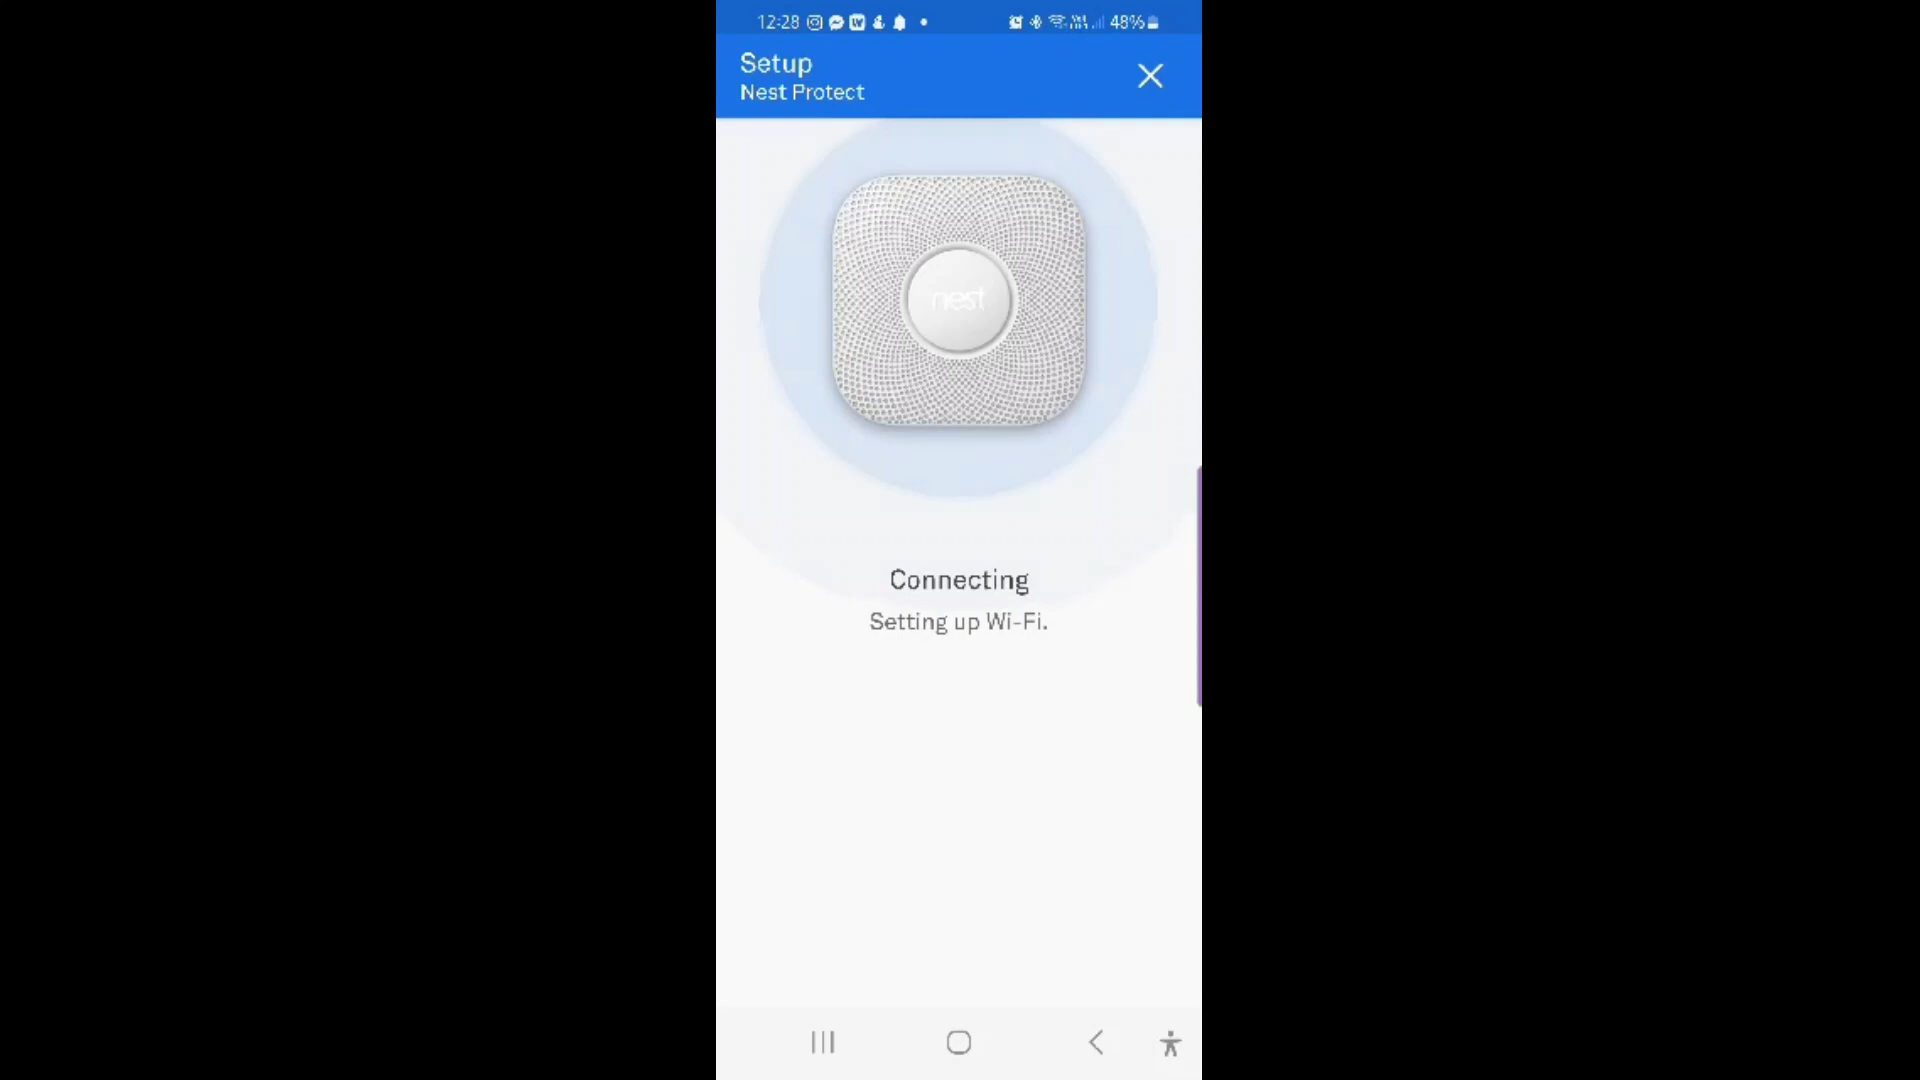 12:28 48%
Setup
Nest Protect
nest
Connecting
Setting up Wi-Fi.